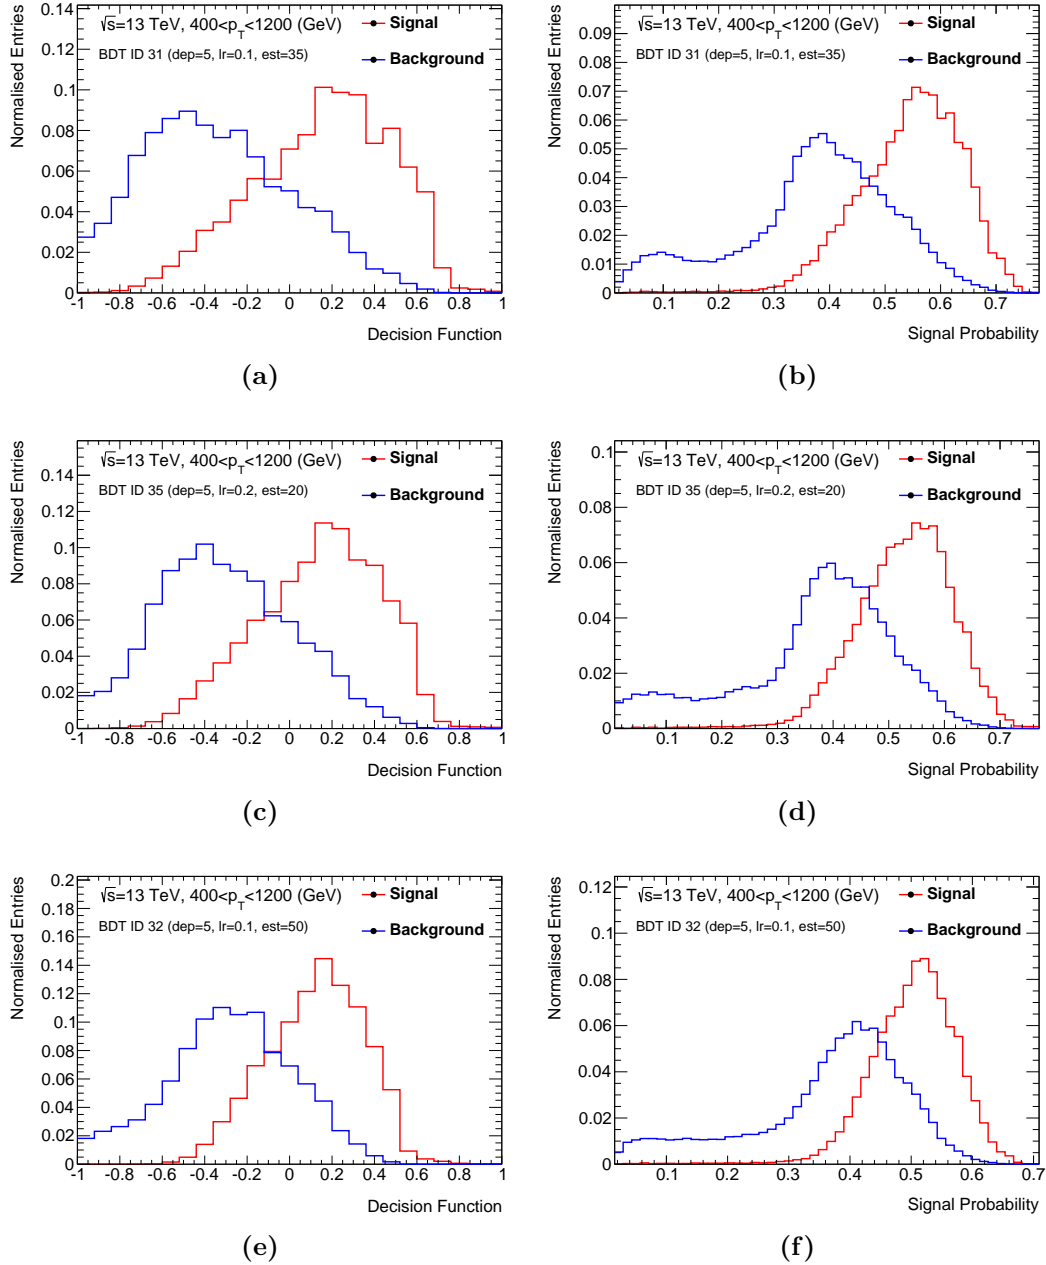 Normalised Entries
0.14
0.12
0.1
0.08
0.06
0.04
0.02
0
√s=13 TeV, 400<p_T<1200 (GeV)
BDT ID 31 (dep=5, lr=0.1, est=35)
Signal
Background
-1 -0.8 -0.6 -0.4 -0.2 0 0.2 0.4 0.6 0.8 1
Decision Function
(a)
Normalised Entries
0.09
0.08
0.07
0.06
0.05
0.04
0.03
0.02
0.01
0
√s=13 TeV, 400<p_T<1200 (GeV)
BDT ID 31 (dep=5, lr=0.1, est=35)
Signal
Background
0.1 0.2 0.3 0.4 0.5 0.6 0.7
Signal Probability
(b)
Normalised Entries
0.14
0.12
0.1
0.08
0.06
0.04
0.02
0
√s=13 TeV, 400<p_T<1200 (GeV)
BDT ID 35 (dep=5, lr=0.2, est=20)
Signal
Background
-1 -0.8 -0.6 -0.4 -0.2 0 0.2 0.4 0.6 0.8 1
Decision Function
(c)
Normalised Entries
0.1
0.08
0.06
0.04
0.02
0
√s=13 TeV, 400<p_T<1200 (GeV)
BDT ID 35 (dep=5, lr=0.2, est=20)
Signal
Background
0.1 0.2 0.3 0.4 0.5 0.6 0.7
Signal Probability
(d)
Normalised Entries
0.2
0.18
0.16
0.14
0.12
0.1
0.08
0.06
0.04
0.02
0
√s=13 TeV, 400<p_T<1200 (GeV)
BDT ID 32 (dep=5, lr=0.1, est=50)
Signal
Background
-1 -0.8 -0.6 -0.4 -0.2 0 0.2 0.4 0.6 0.8 1
Decision Function
(e)
Normalised Entries
0.12
0.1
0.08
0.06
0.04
0.02
0
√s=13 TeV, 400<p_T<1200 (GeV)
BDT ID 32 (dep=5, lr=0.1, est=50)
Signal
Background
0.1 0.2 0.3 0.4 0.5 0.6 0.7
Signal Probability
(f)